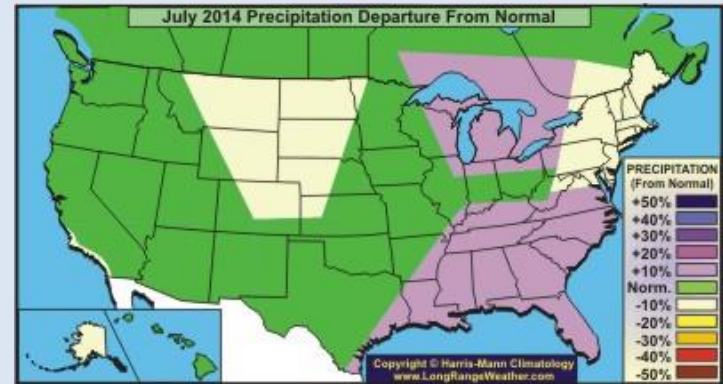 July 2014 Precipitation Departure From Normal
PRECIPITATION
(From Normal)
+50%
+40%
+30%
+20%
+10%
Norm.
-10%
-20%
-30%
-40%
-50%
Copyright © Harris-Mann Climatology
www.LongRangeWeather.com